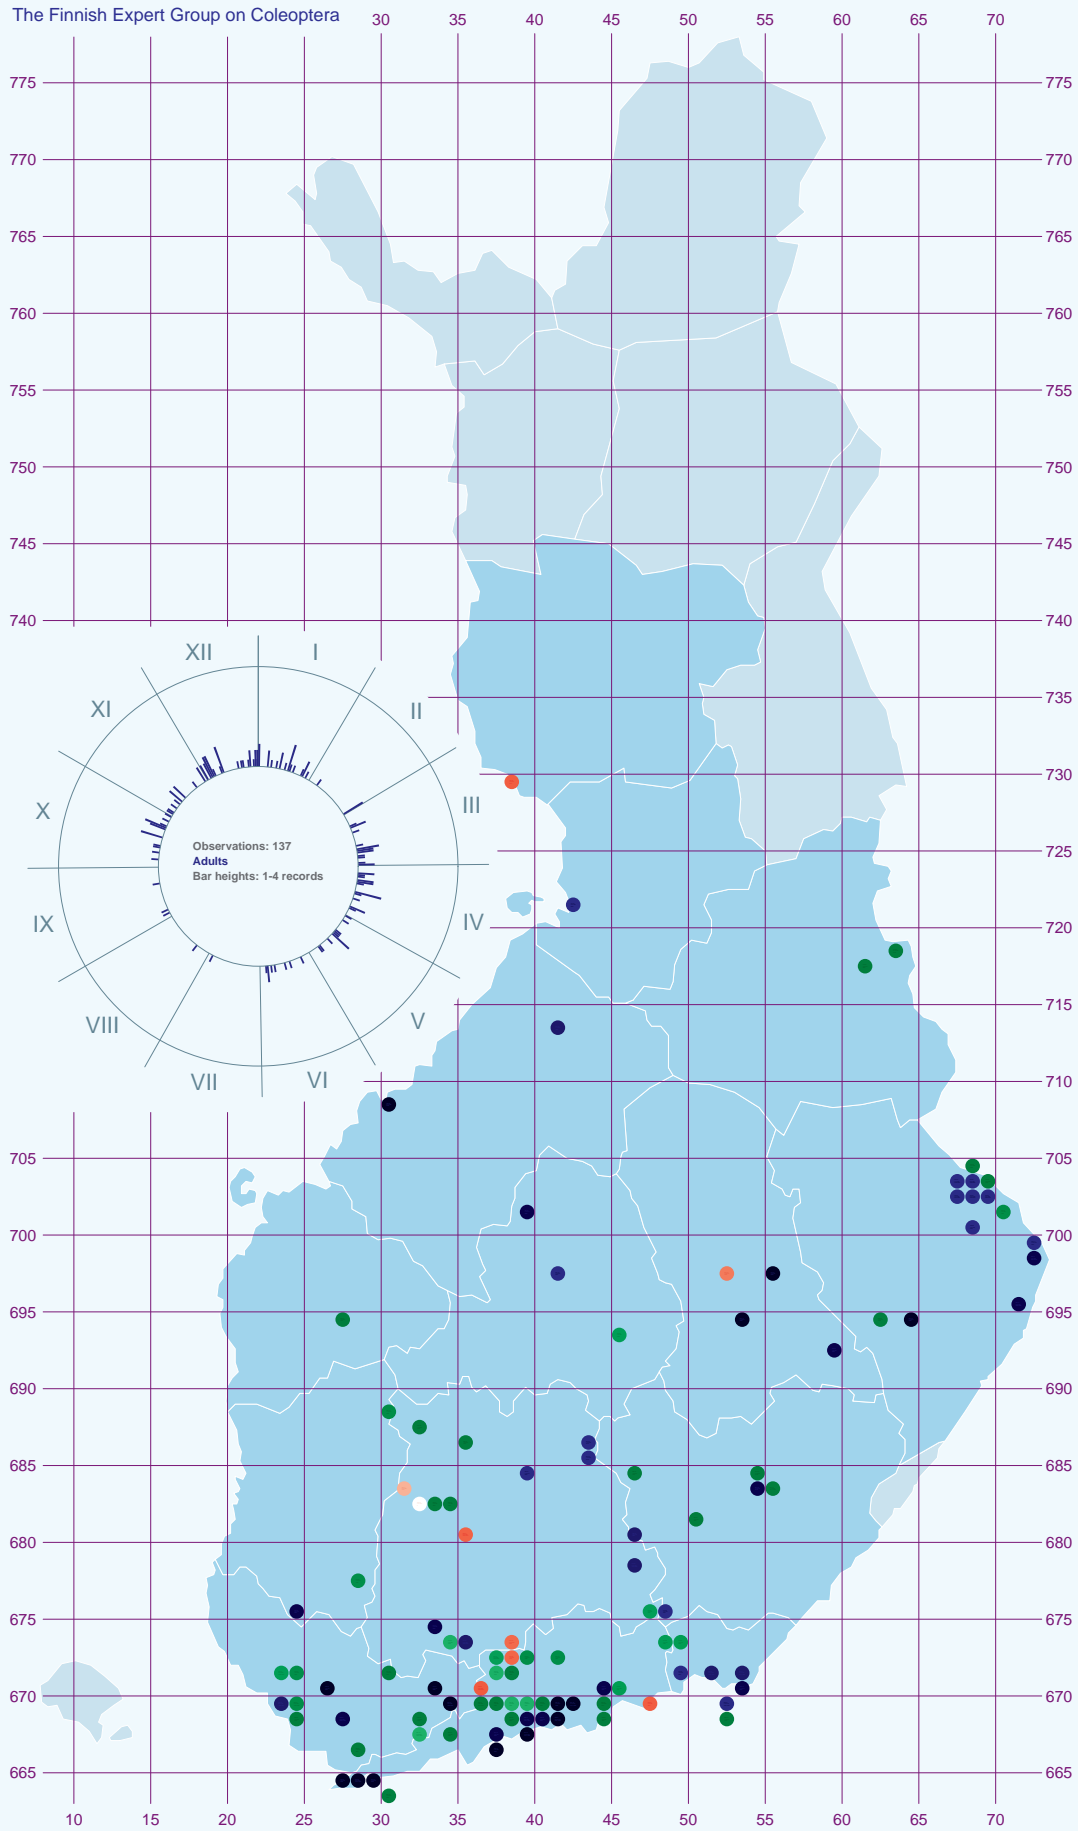 The Finnish Expert Group on Coleoptera 30 35 40 45 50 55 60 65 70
775 775
770 770
765 765
760 760
755 755
750 750
745 745
740 740
735
730
725
720
715
710
705 705
700 700
695 695
690 690
685 685
680 680
675 675
670 670
665 665
10 15 20 25 30 35 40 45 50 55 60 65 70
XII I
XI II
X III
IX IV
VIII V
VII VI
Observations: 137
Adults
Bar heights: 1-4 records